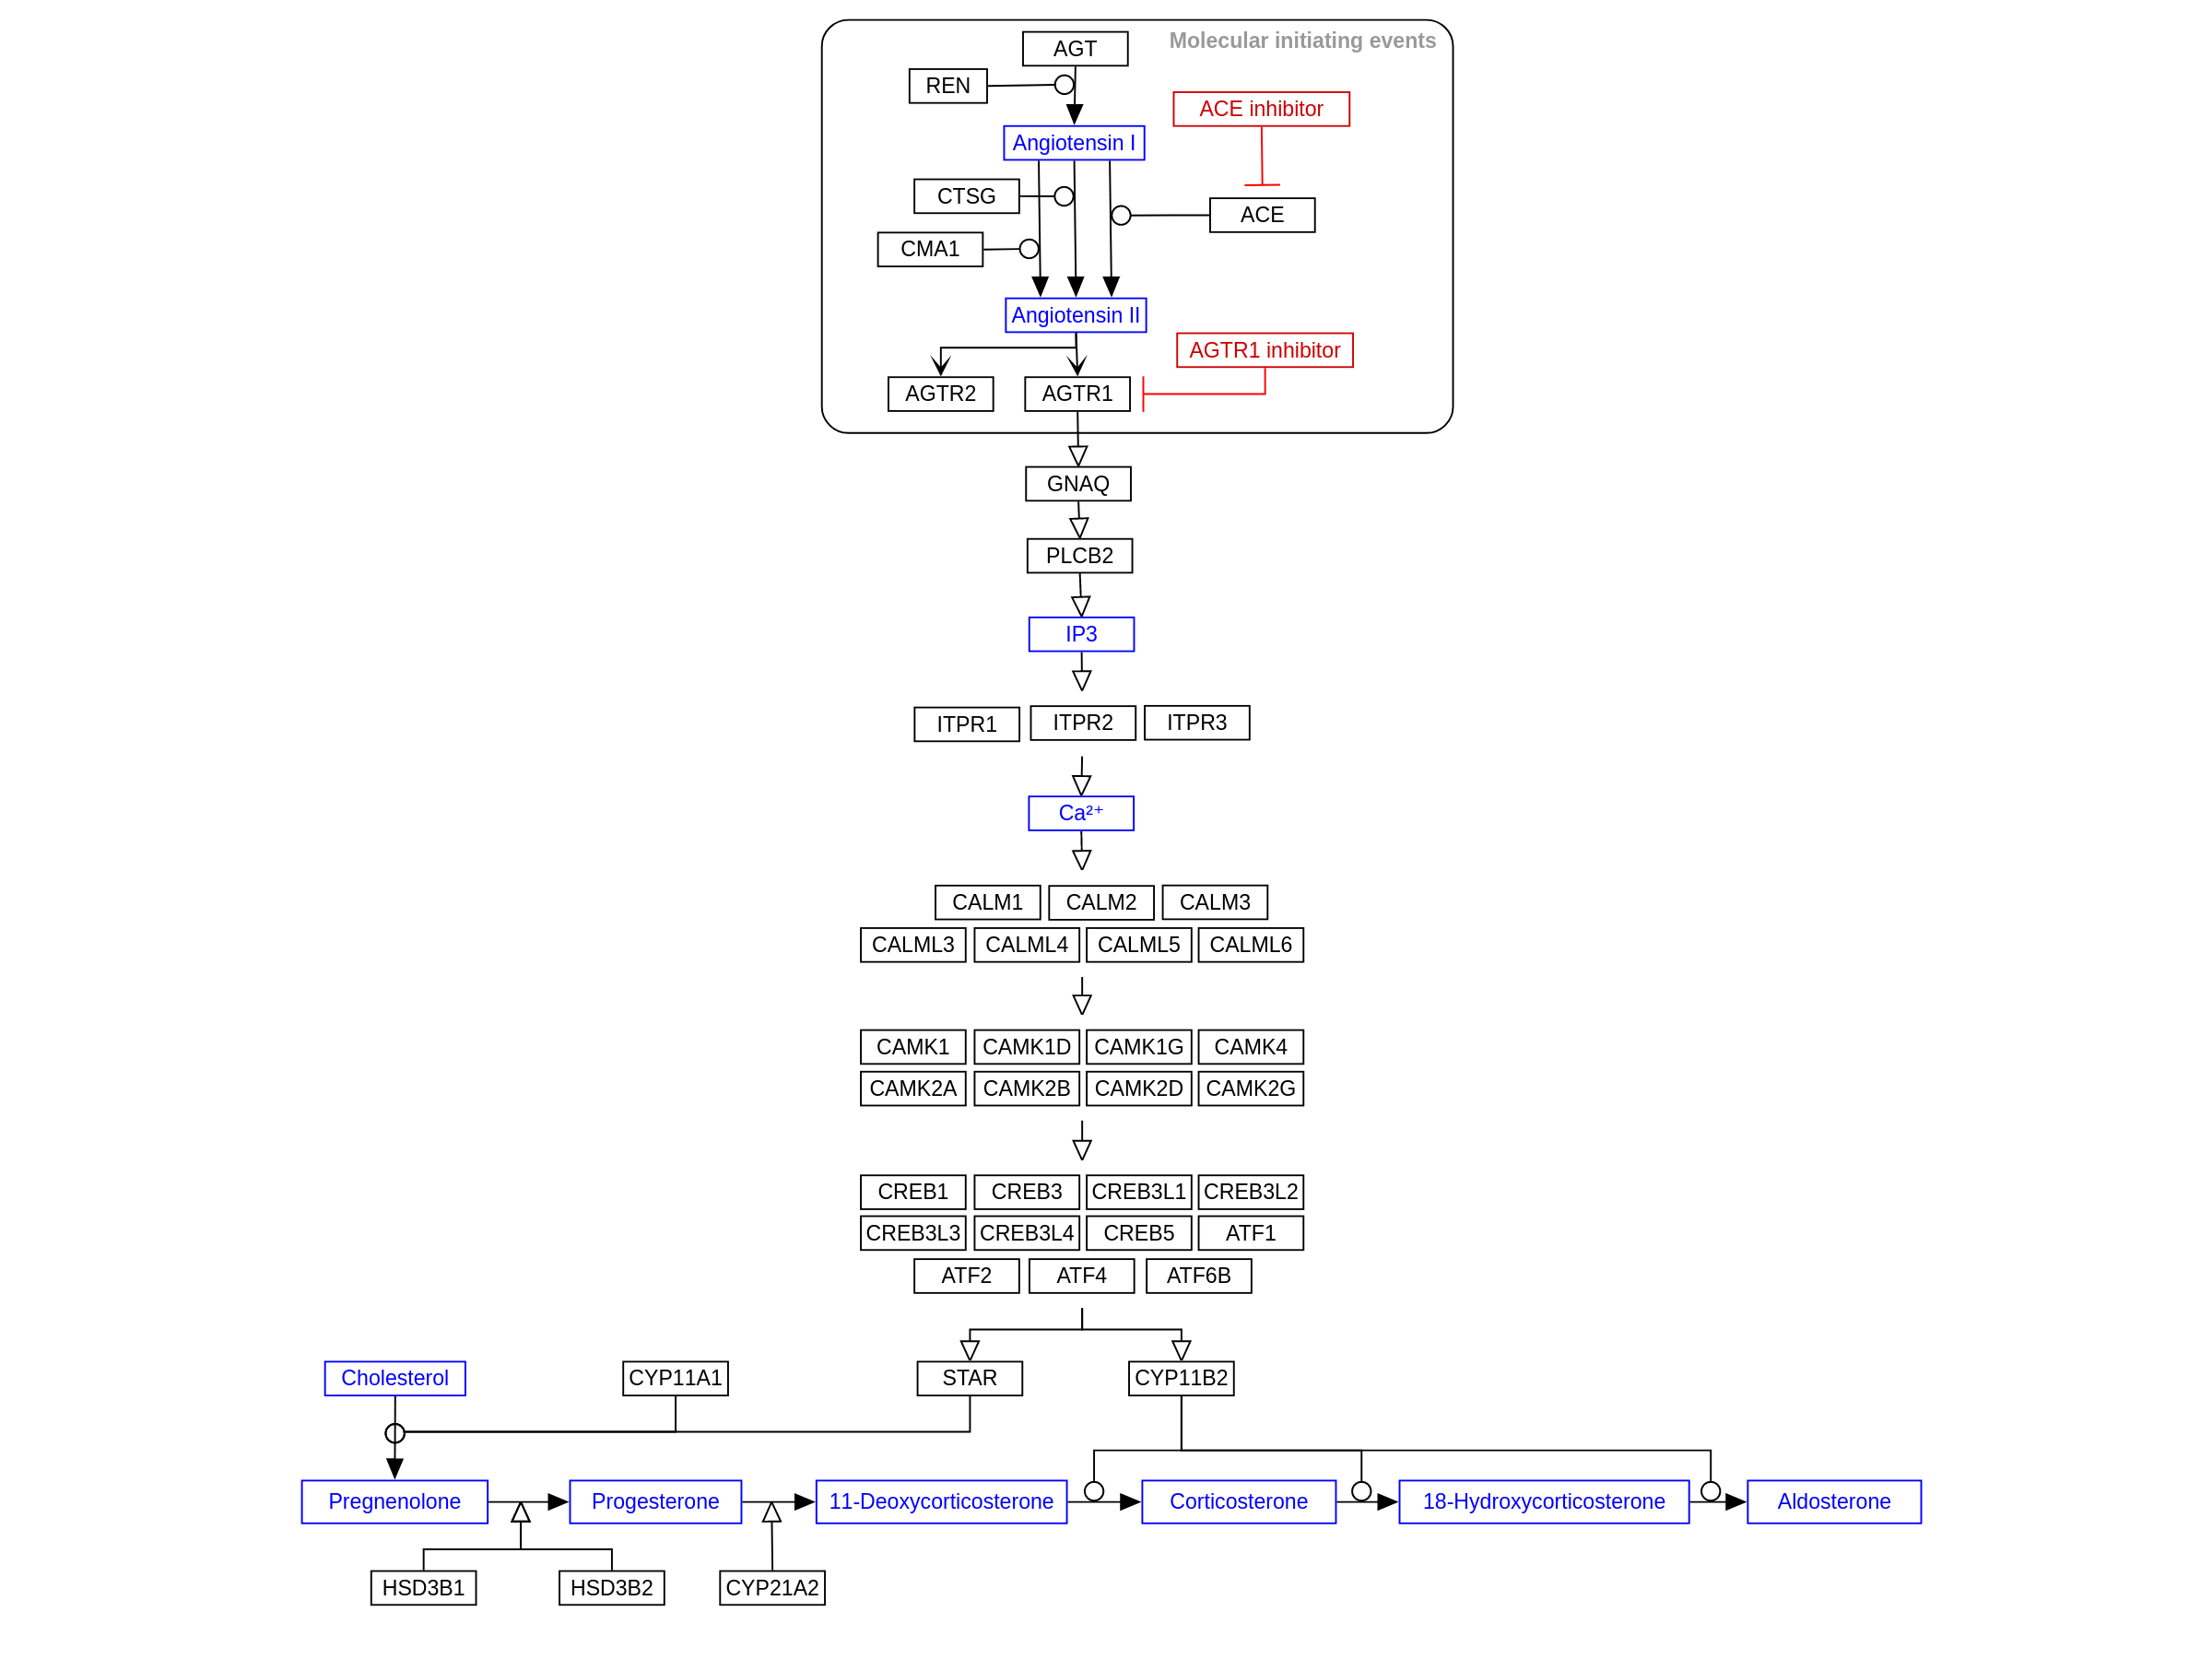 Molecular initiating events
AGT
REN
ACE inhibitor
Angiotensin I
CTSG
ACE
CMA1
Angiotensin II
AGTR1 inhibitor
AGTR2
AGTR1
GNAQ
PLCB2
IP3
ITPR1
ITPR2
ITPR3
Ca²⁺
CALM1
CALM2
CALM3
CALML3
CALML4
CALML5
CALML6
CAMK1
CAMK1D
CAMK1G
CAMK4
CAMK2A
CAMK2B
CAMK2D
CAMK2G
CREB1
CREB3
CREB3L1
CREB3L2
CREB3L3
CREB3L4
CREB5
ATF1
ATF2
ATF4
ATF6B
Cholesterol
CYP11A1
STAR
CYP11B2
Pregnenolone
Progesterone
11-Deoxycorticosterone
Corticosterone
18-Hydroxycorticosterone
Aldosterone
HSD3B1
HSD3B2
CYP21A2